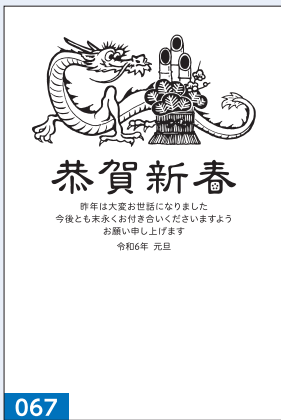 恭賀新春
昨年は大変お世話になりました
今後とも末永くお付き合いくださいますよう
お願い申し上げます
令和6年 元旦
067